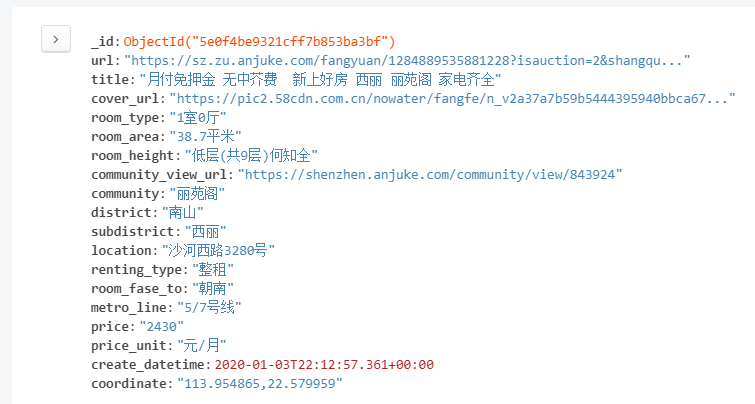 _id: ObjectId("5e0f4be9321cff7b853ba3bf")
url: "https://sz.zu.anjuke.com/fangyuan/1284889535881228?isauction=2&shangqu..."
title: "月付免押金 无中芥费  新上好房 西丽 丽苑阁 家电齐全"
cover_url: "https://pic2.58cdn.com.cn/nowater/fangfe/n_v2a37a7b59b5444395940bbca67..."
room_type: "1室0厅"
room_area: "38.7平米"
room_height: "低层(共9层)何知全"
community_view_url: "https://shenzhen.anjuke.com/community/view/843924"
community: "丽苑阁"
district: "南山"
subdistrict: "西丽"
location: "沙河西路3280号"
renting_type: "整租"
room_fase_to: "朝南"
metro_line: "5/7号线"
price: "2430"
price_unit: "元/月"
create_datetime: 2020-01-03T22:12:57.361+00:00
coordinate: "113.954865,22.579959"